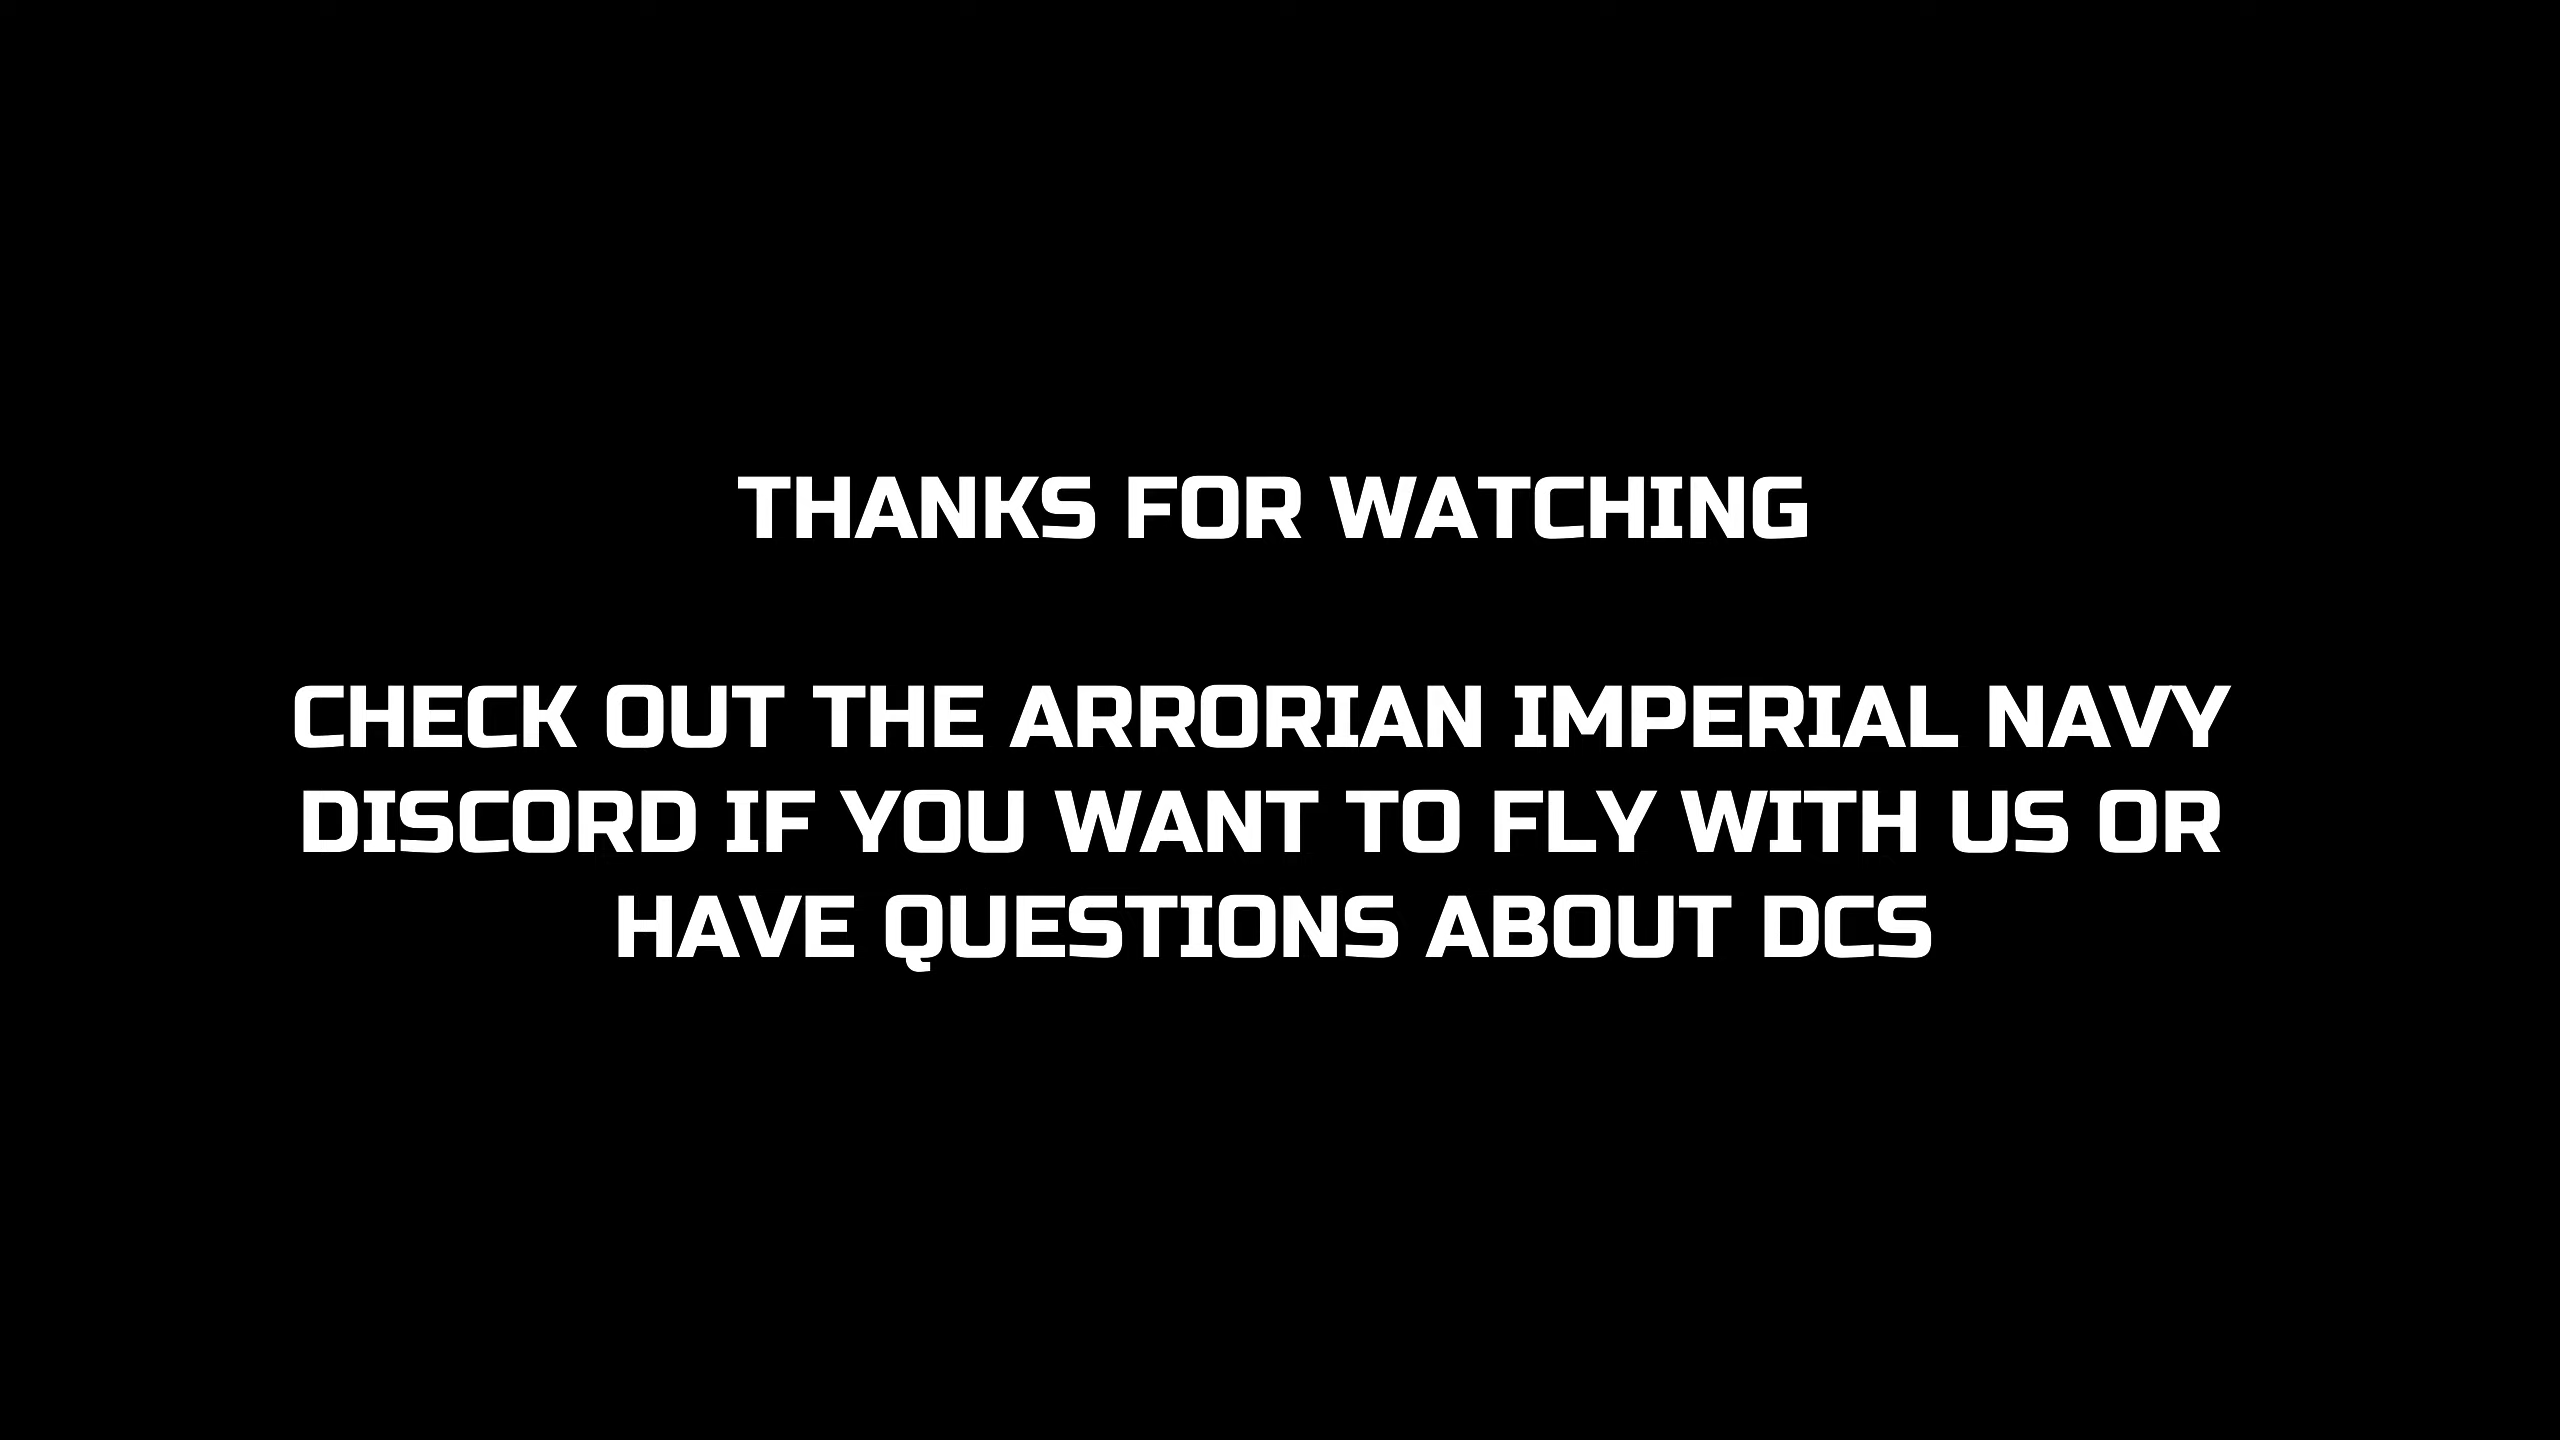 THANKS FOR WATCHING
CHECK OUT THE ARRORIAN IMPERIAL NAVY
DISCORD IF YOU WANT TO FLY WITH US OR
HAVE QUESTIONS ABOUT DCS